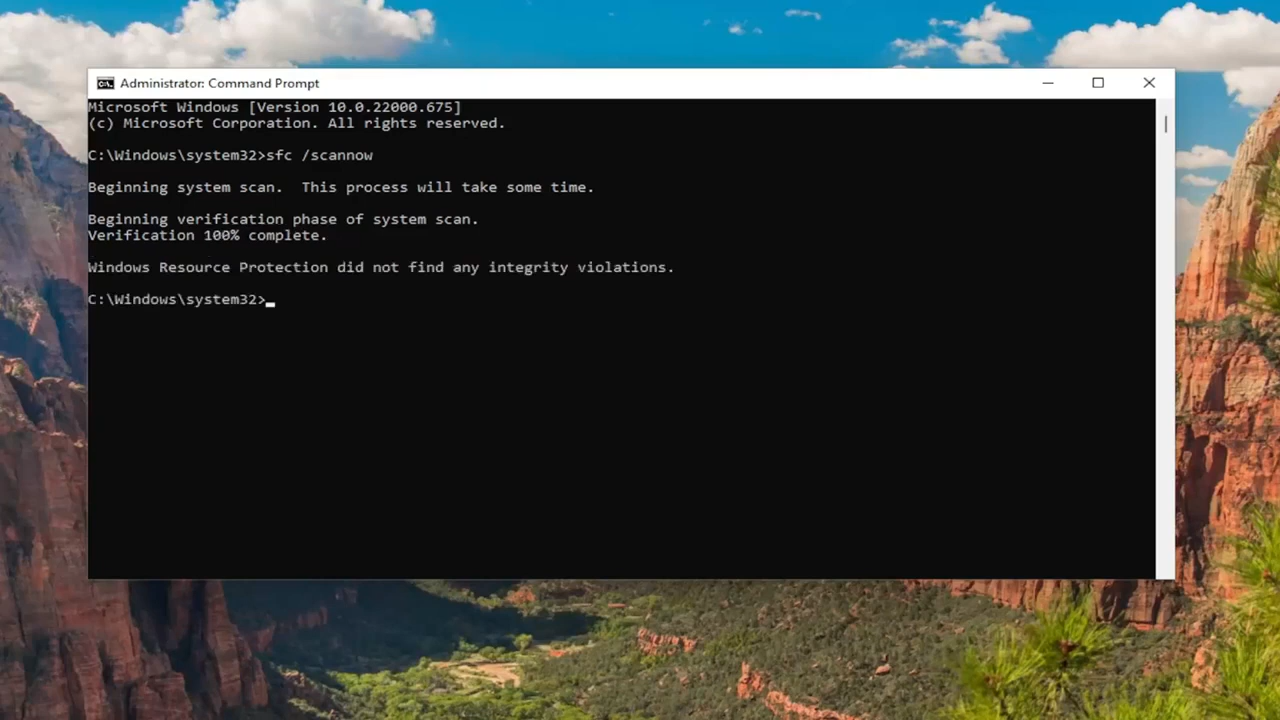 Administrator: Command Prompt
Microsoft Windows [Version 10.0.22000.675]
(c) Microsoft Corporation. All rights reserved.
C:\Windows\system32>sfc /scannow
Beginning system scan.  This process will take some time.
Beginning verification phase of system scan.
Verification 100% complete.
Windows Resource Protection did not find any integrity violations.
C:\Windows\system32>